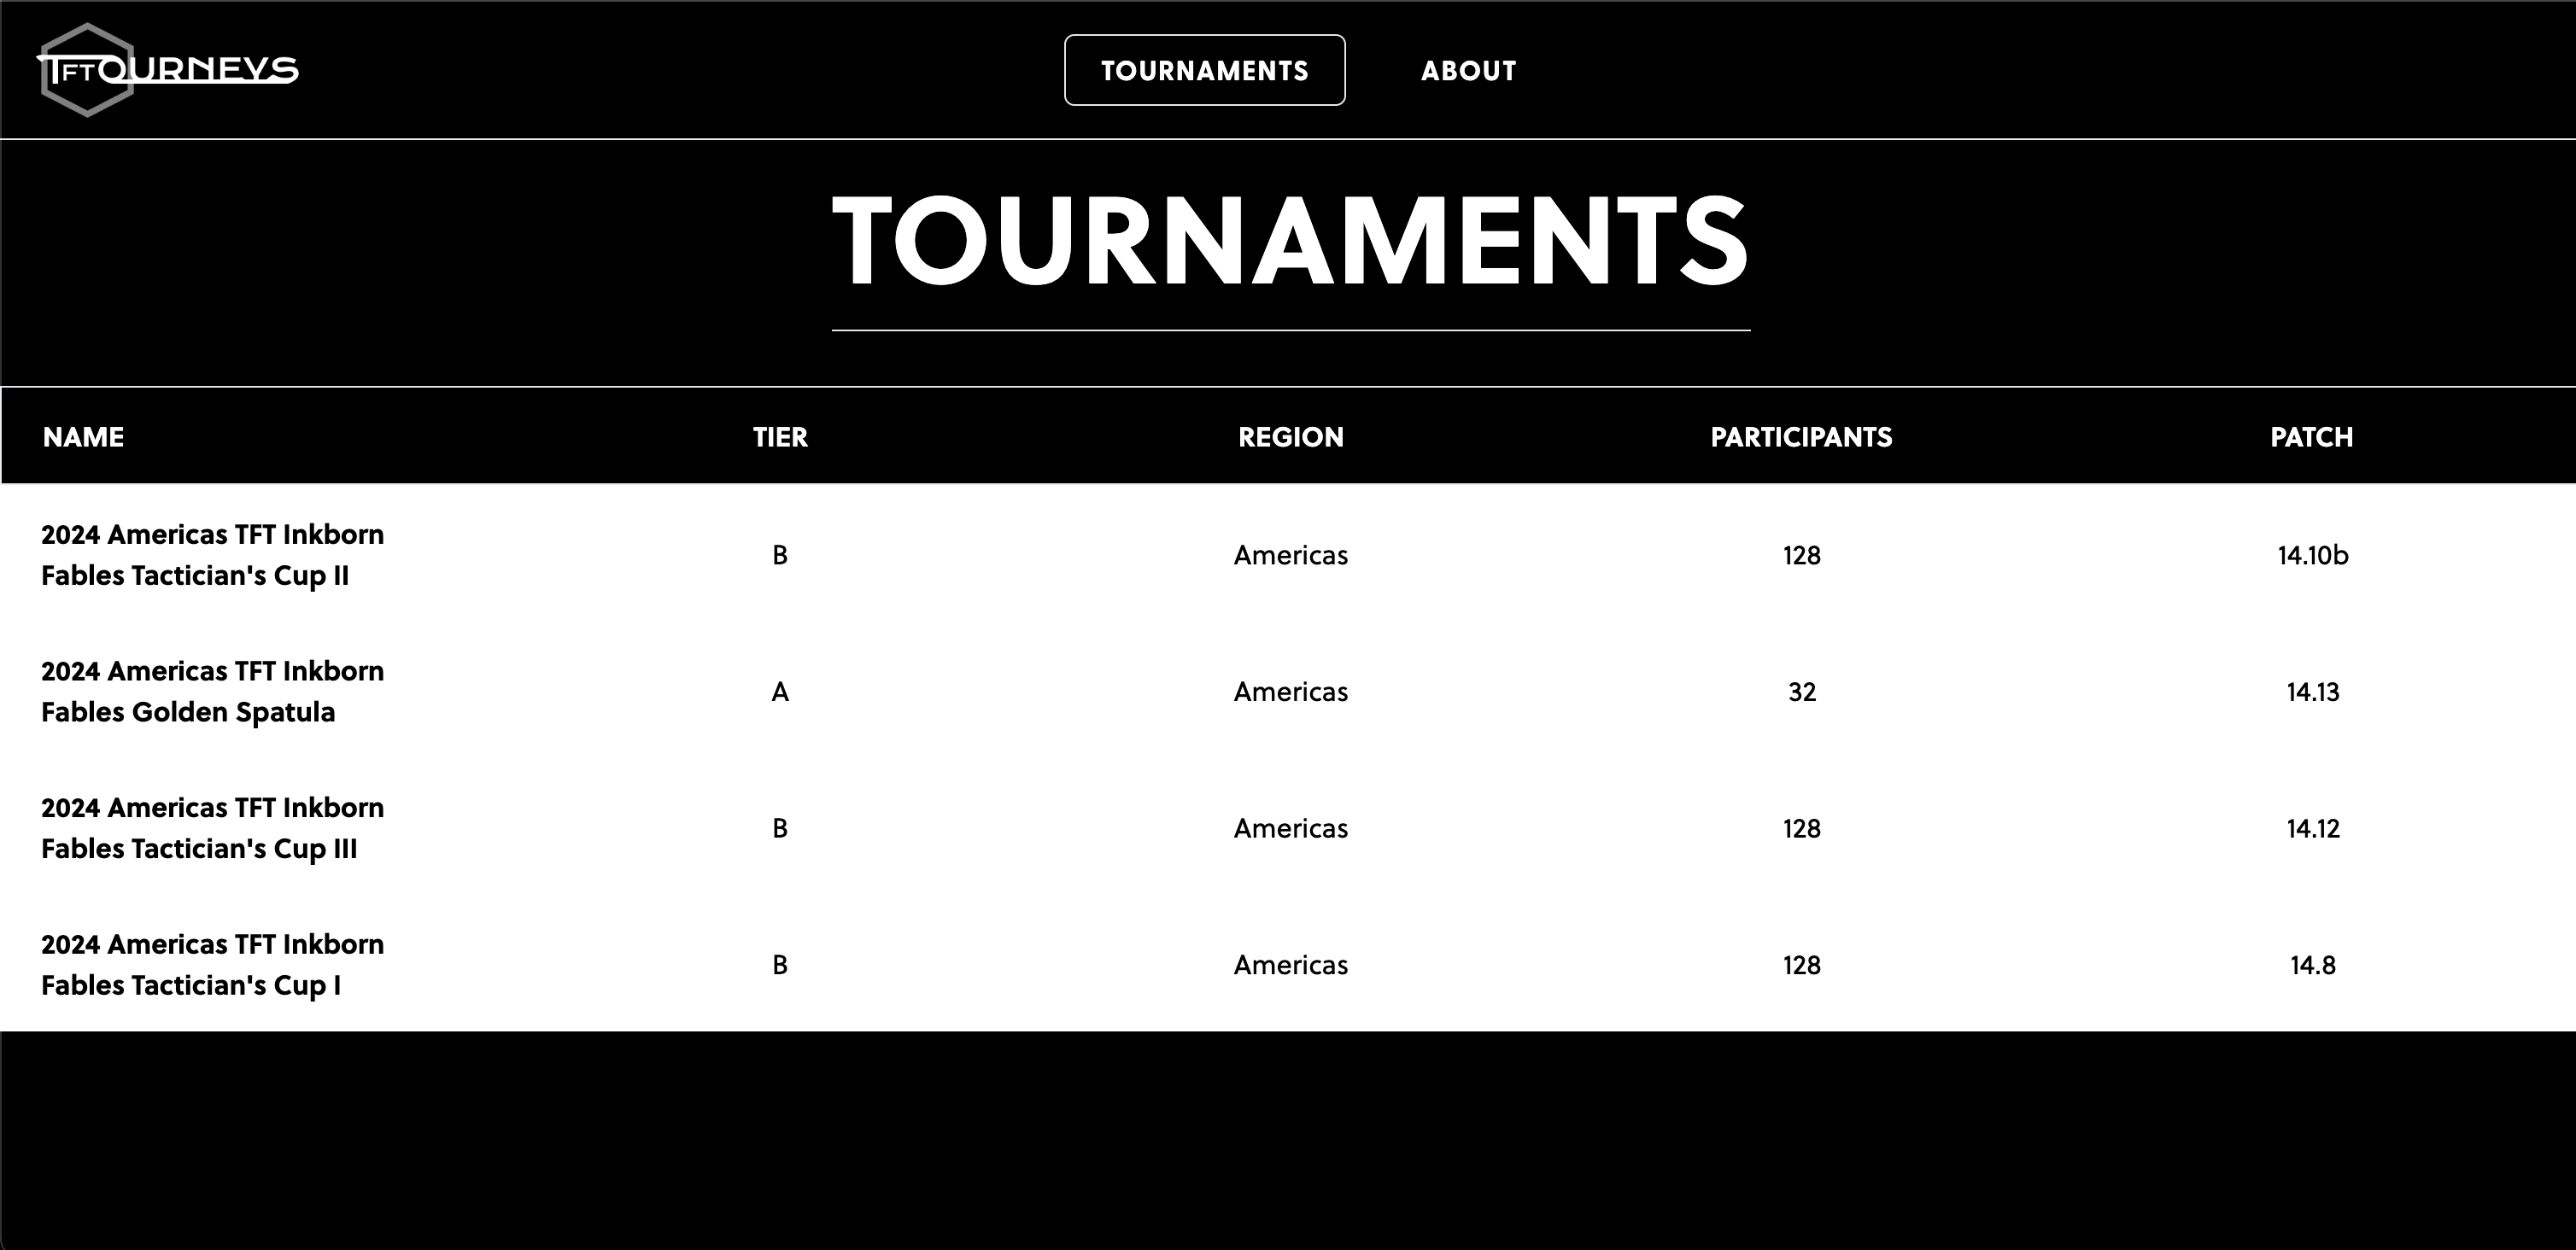 TFTOURNEYS
TOURNAMENTS
ABOUT
TOURNAMENTS
NAME TIER REGION PARTICIPANTS PATCH
2024 Americas TFT Inkborn
Fables Tactician's Cup II
B Americas 128 14.10b
2024 Americas TFT Inkborn
Fables Golden Spatula
A Americas 32 14.13
2024 Americas TFT Inkborn
Fables Tactician's Cup III
B Americas 128 14.12
2024 Americas TFT Inkborn
Fables Tactician's Cup I
B Americas 128 14.8